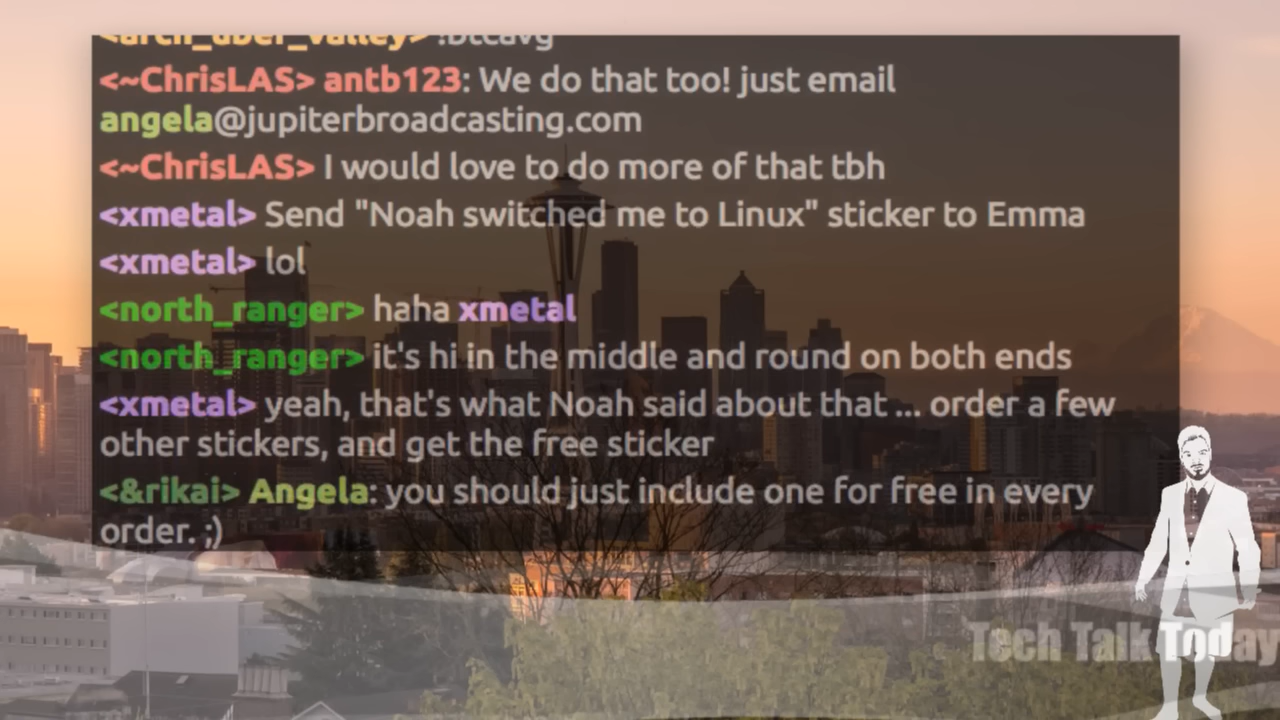 <arch_uber_valley> !btcavg
<~ChrisLAS> antb123: We do that too! just email
angela@jupiterbroadcasting.com
<~ChrisLAS> I would love to do more of that tbh
<xmetal> Send "Noah switched me to Linux" sticker to Emma
<xmetal> lol
<north_ranger> haha xmetal
<north_ranger> it's hi in the middle and round on both ends
<xmetal> yeah, that's what Noah said about that ... order a few
other stickers, and get the free sticker
<&rikai> Angela: you should just include one for free in every
order. ;)
Tech Talk Today